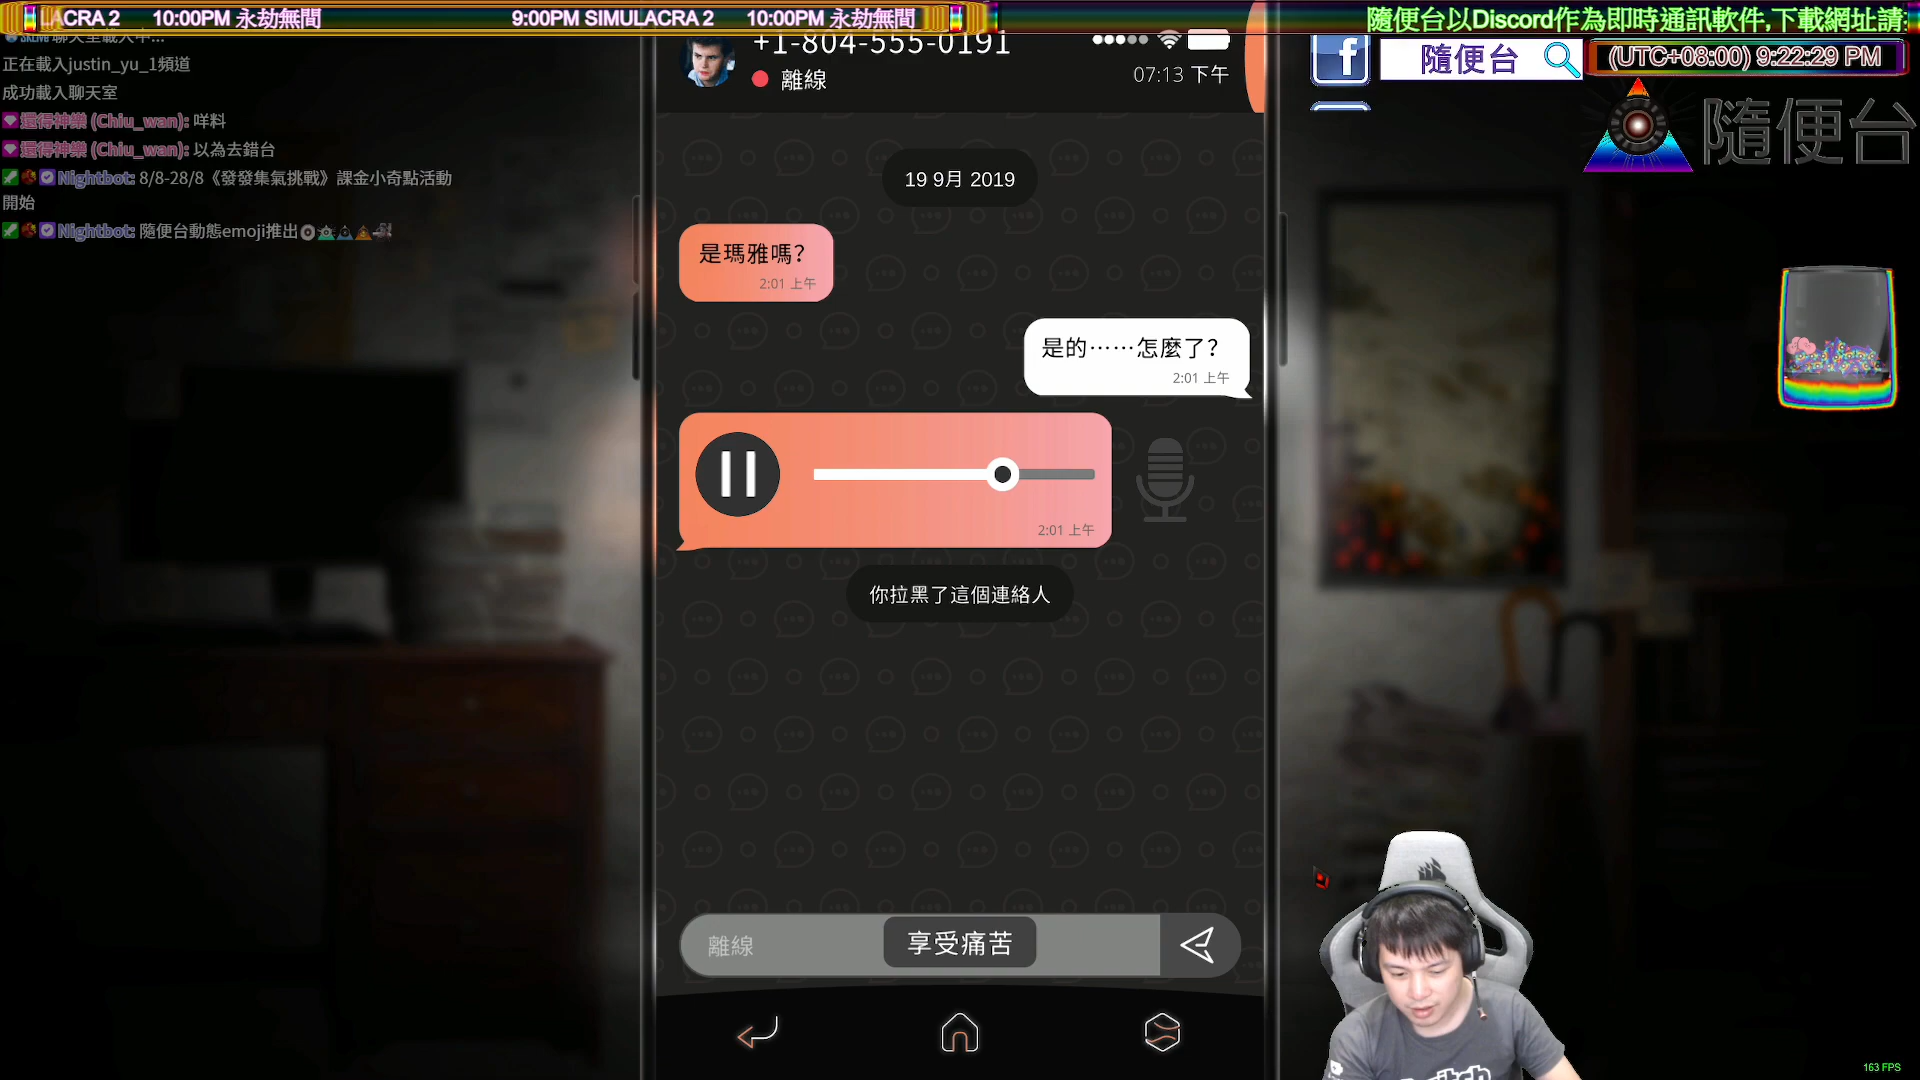 LACRA 2 10:00PM 永劫無間 9:00PM SIMULACRA 2 10:00PM 永劫無間
隨便台以Discord作為即時通訊軟件,下載網址請:
正在載入justin_yu_1頻道
成功載入聊天室
還得神樂 (Chiu_wan): 咩料
還得神樂 (Chiu_wan): 以為去錯台
Nightbot: 8/8-28/8《發發集氣挑戰》課金小奇點活動
開始
Nightbot: 隨便台動態emoji推出
+1-804-555-0191
離線
07:13 下午
19 9月 2019
是瑪雅嗎?
2:01 上午
是的……怎麼了?
2:01 上午
2:01 上午
你拉黑了這個連絡人
離線
享受痛苦
隨便台
(UTC+08:00) 9:22:29 PM
隨便台
163 FPS